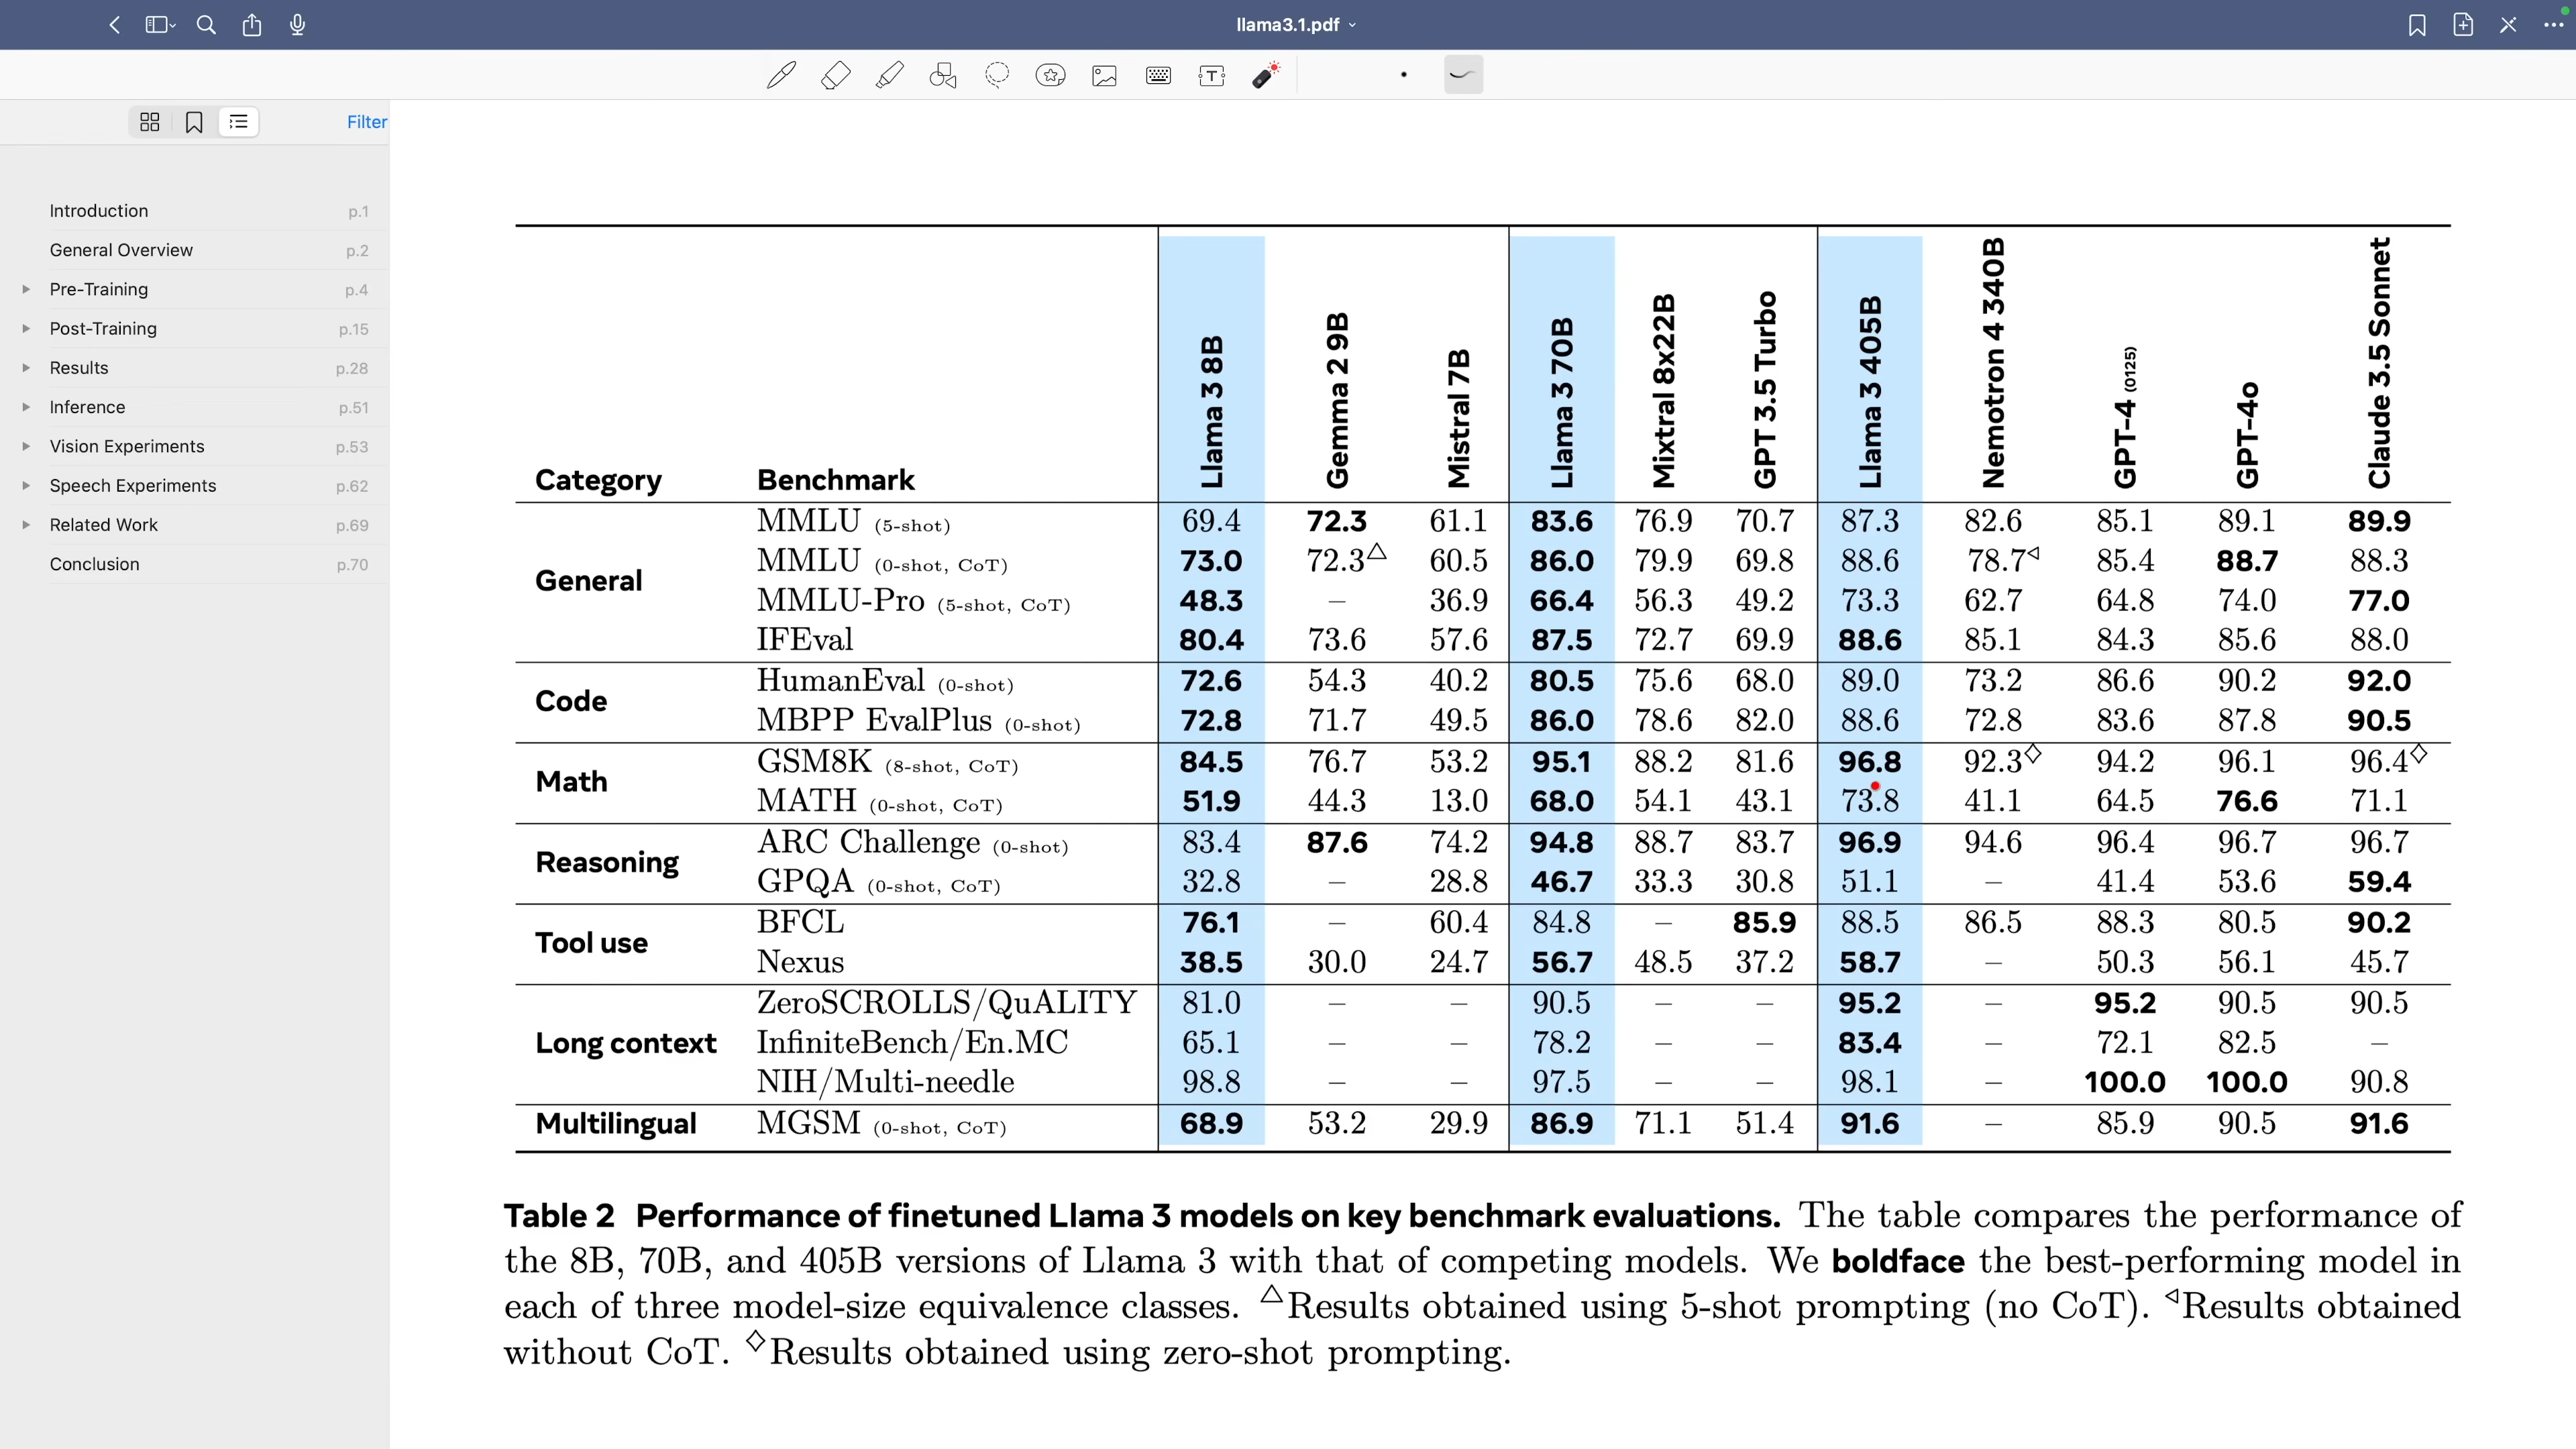 llama3.1.pdf
Filter
Introduction p.1
General Overview p.2
Pre-Training p.4
Post-Training p.15
Results p.28
Inference p.51
Vision Experiments p.53
Speech Experiments p.62
Related Work p.69
Conclusion p.70
Category Benchmark Llama 3 8B Gemma 2 9B Mistral 7B Llama 3 70B Mixtral 8x22B GPT 3.5 Turbo Llama 3 405B Nemotron 4 340B GPT-4 (0125) GPT-4o Claude 3.5 Sonnet
General
MMLU (5-shot) 69.4 72.3 61.1 83.6 76.9 70.7 87.3 82.6 85.1 89.1 89.9
MMLU (0-shot, CoT) 73.0 72.3△ 60.5 86.0 79.9 69.8 88.6 78.7◁ 85.4 88.7 88.3
MMLU-Pro (5-shot, CoT) 48.3 – 36.9 66.4 56.3 49.2 73.3 62.7 64.8 74.0 77.0
IFEval 80.4 73.6 57.6 87.5 72.7 69.9 88.6 85.1 84.3 85.6 88.0
Code
HumanEval (0-shot) 72.6 54.3 40.2 80.5 75.6 68.0 89.0 73.2 86.6 90.2 92.0
MBPP EvalPlus (0-shot) 72.8 71.7 49.5 86.0 78.6 82.0 88.6 72.8 83.6 87.8 90.5
Math
GSM8K (8-shot, CoT) 84.5 76.7 53.2 95.1 88.2 81.6 96.8 92.3◇ 94.2 96.1 96.4◇
MATH (0-shot, CoT) 51.9 44.3 13.0 68.0 54.1 43.1 73.8 41.1 64.5 76.6 71.1
Reasoning
ARC Challenge (0-shot) 83.4 87.6 74.2 94.8 88.7 83.7 96.9 94.6 96.4 96.7 96.7
GPQA (0-shot, CoT) 32.8 – 28.8 46.7 33.3 30.8 51.1 – 41.4 53.6 59.4
Tool use
BFCL 76.1 – 60.4 84.8 – 85.9 88.5 86.5 88.3 80.5 90.2
Nexus 38.5 30.0 24.7 56.7 48.5 37.2 58.7 – 50.3 56.1 45.7
Long context
ZeroSCROLLS/QuALITY 81.0 – – 90.5 – – 95.2 – 95.2 90.5 90.5
InfiniteBench/En.MC 65.1 – – 78.2 – – 83.4 – 72.1 82.5 –
NIH/Multi-needle 98.8 – – 97.5 – – 98.1 – 100.0 100.0 90.8
Multilingual MGSM (0-shot, CoT) 68.9 53.2 29.9 86.9 71.1 51.4 91.6 – 85.9 90.5 91.6
Table 2 Performance of finetuned Llama 3 models on key benchmark evaluations. The table compares the performance of
the 8B, 70B, and 405B versions of Llama 3 with that of competing models. We boldface the best-performing model in
each of three model-size equivalence classes. △Results obtained using 5-shot prompting (no CoT). ◁Results obtained
without CoT. ◇Results obtained using zero-shot prompting.